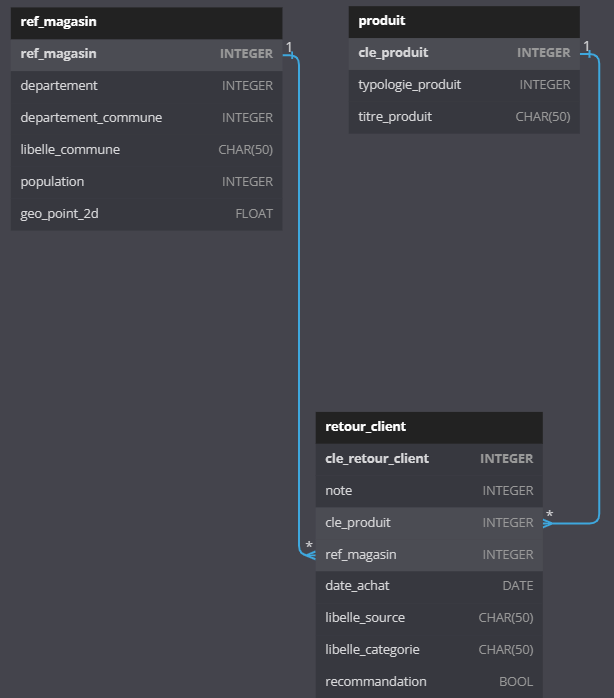 ref_magasin
ref_magasin INTEGER
departement INTEGER
departement_commune INTEGER
libelle_commune CHAR(50)
population INTEGER
geo_point_2d FLOAT
1
produit
cle_produit INTEGER
typologie_produit INTEGER
titre_produit CHAR(50)
1
retour_client
cle_retour_client INTEGER
note INTEGER
cle_produit INTEGER
*
ref_magasin INTEGER
*
date_achat DATE
libelle_source CHAR(50)
libelle_categorie CHAR(50)
recommandation BOOL